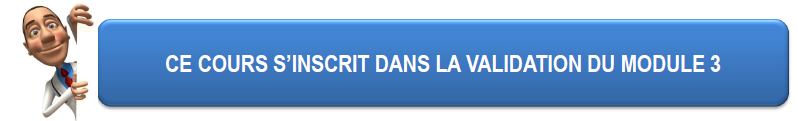 CE COURS S’INSCRIT DANS LA VALIDATION DU MODULE 3